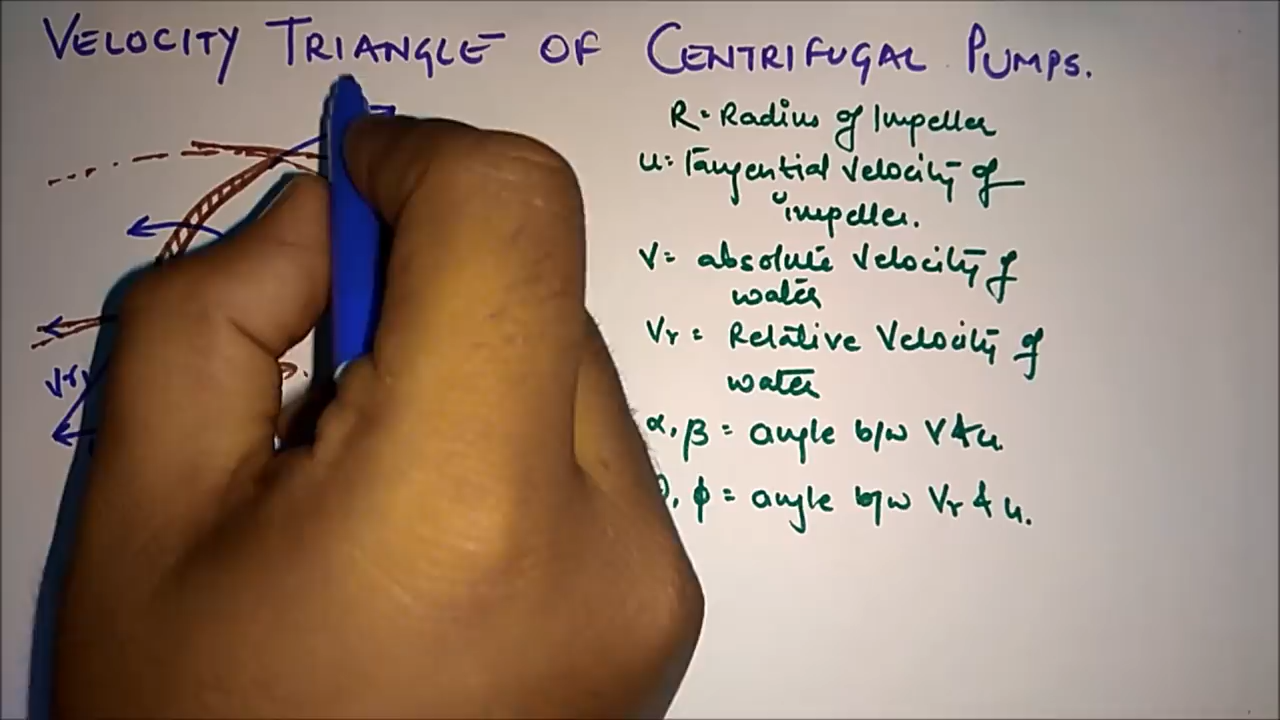 VELOCITY TRIANGLE OF CENTRIFUGAL PUMPS.
R = Radius of Impeller
u = Tangential Velocity of
impeller.
V = absolute Velocity of
water
Vr = Relative Velocity of
water
α, β = angle b/w V & u
, ϕ = angle b/w Vr & u.
Vr